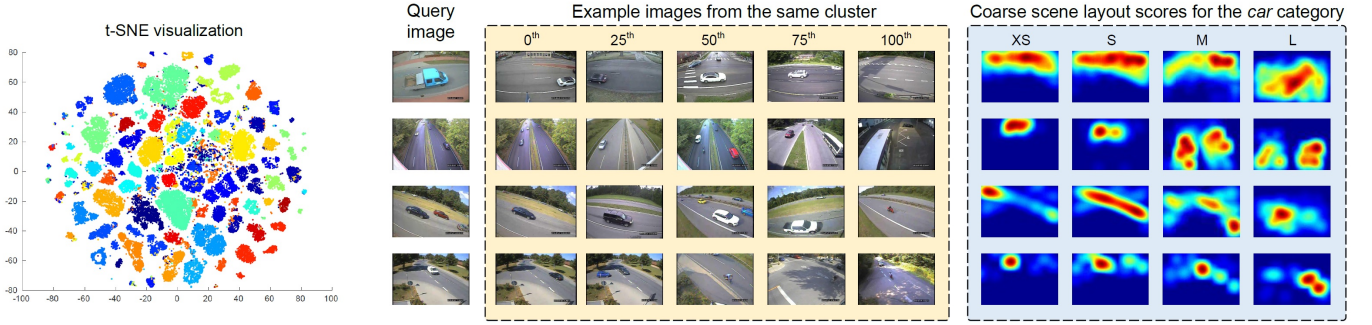 t-SNE visualization
80
60
40
20
0
-20
-40
-60
-80
-100 -80 -60 -40 -20 0 20 40 60 80 100
Query
image
Example images from the same cluster
0th 25th 50th 75th 100th
Coarse scene layout scores for the car category
XS S M L